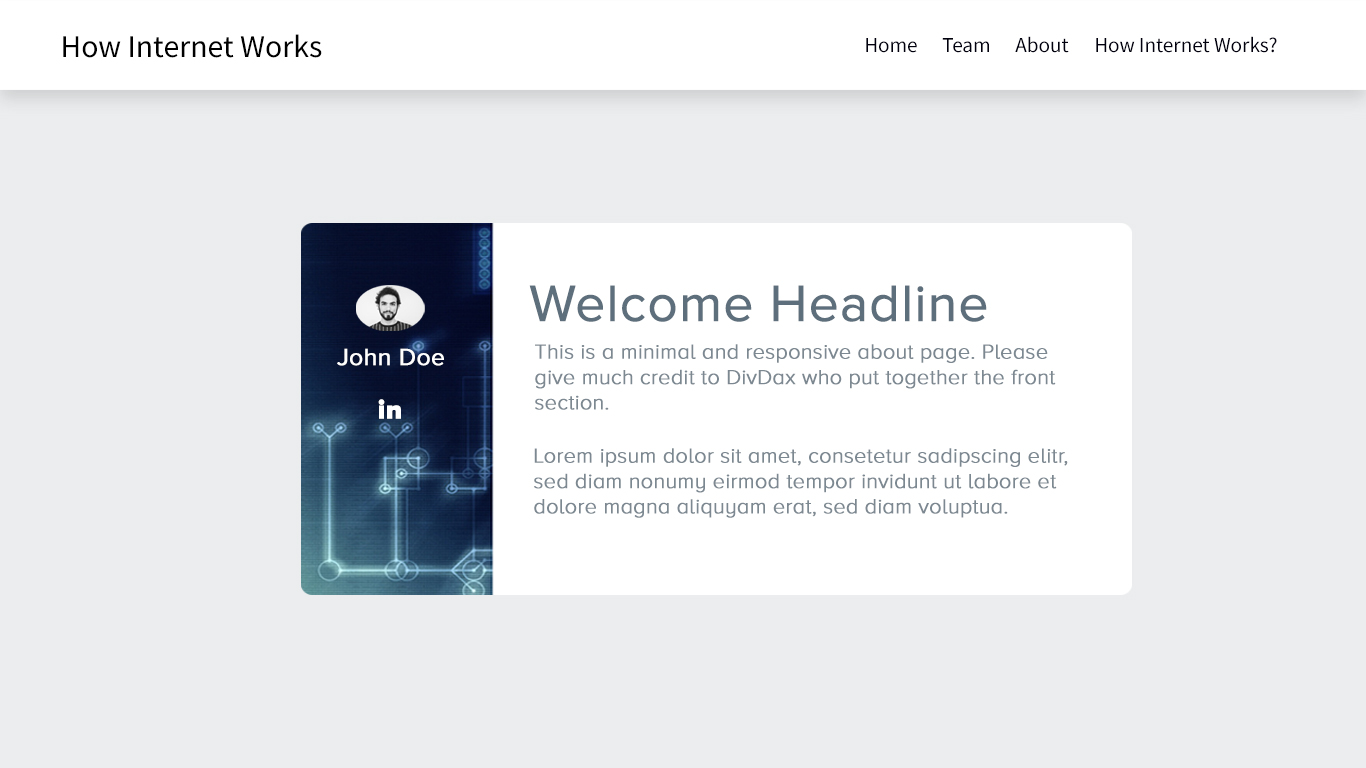 How Internet Works
Home Team About How Internet Works?
John Doe
in
Welcome Headline
This is a minimal and responsive about page. Please
give much credit to DivDax who put together the front
section.
Lorem ipsum dolor sit amet, consetetur sadipscing elitr,
sed diam nonumy eirmod tempor invidunt ut labore et
dolore magna aliquyam erat, sed diam voluptua.